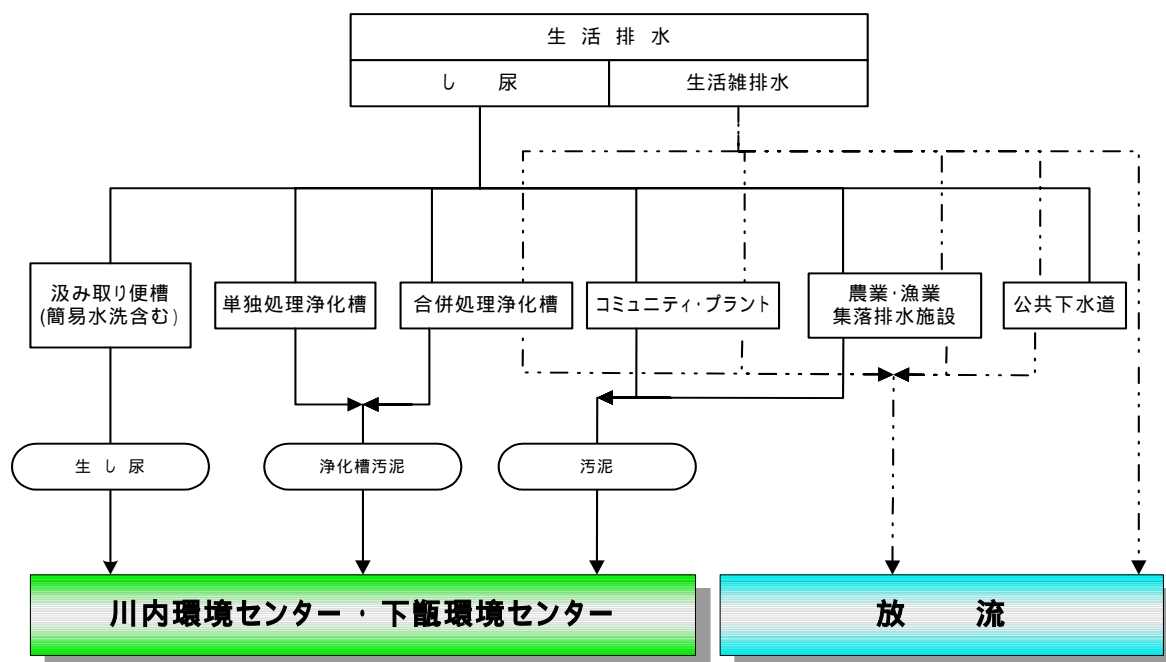 生 活 排 水
し 尿
生活雑排水
汲み取り便槽
(簡易水洗含む)
単独処理浄化槽
合併処理浄化槽
コミュニティ・プラント
農業・漁業
集落排水施設
公共下水道
生 し 尿
浄化槽汚泥
汚泥
川内環境センター・下甑環境センター
放 流